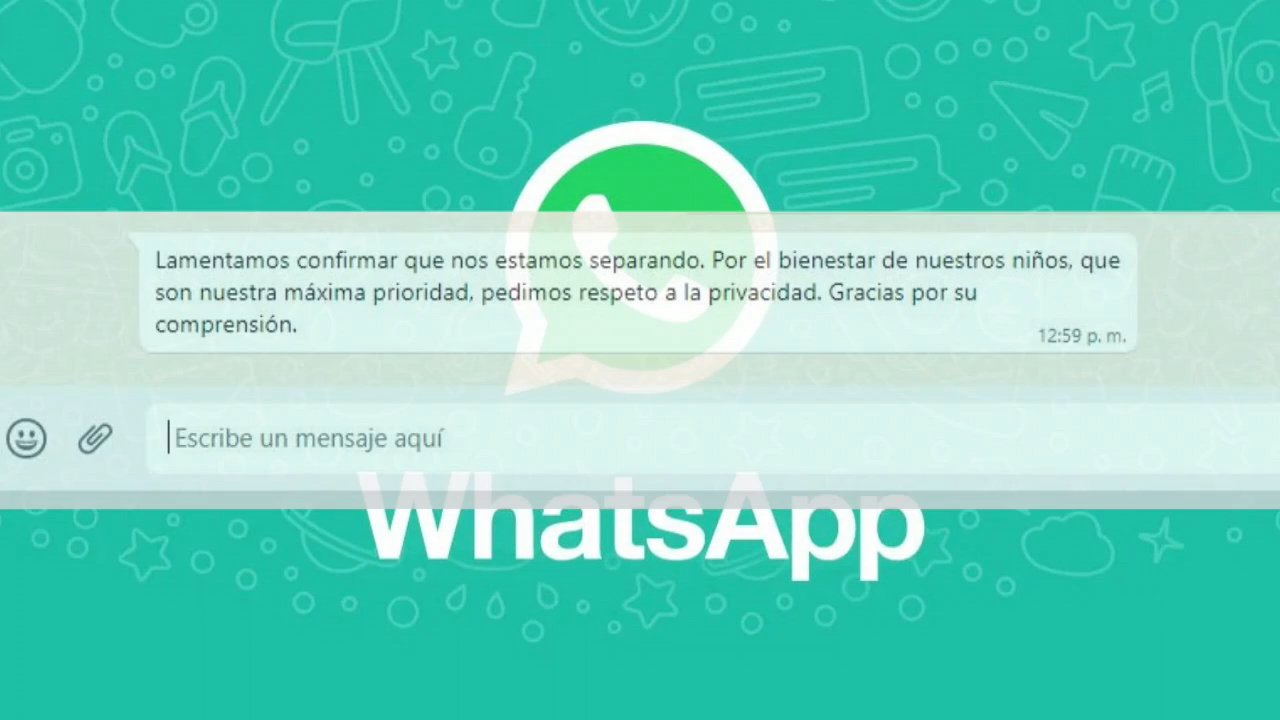 Lamentamos confirmar que nos estamos separando. Por el bienestar de nuestros niños, que
son nuestra máxima prioridad, pedimos respeto a la privacidad. Gracias por su
comprensión.
12:59 p. m.
Escribe un mensaje aquí
WhatsApp